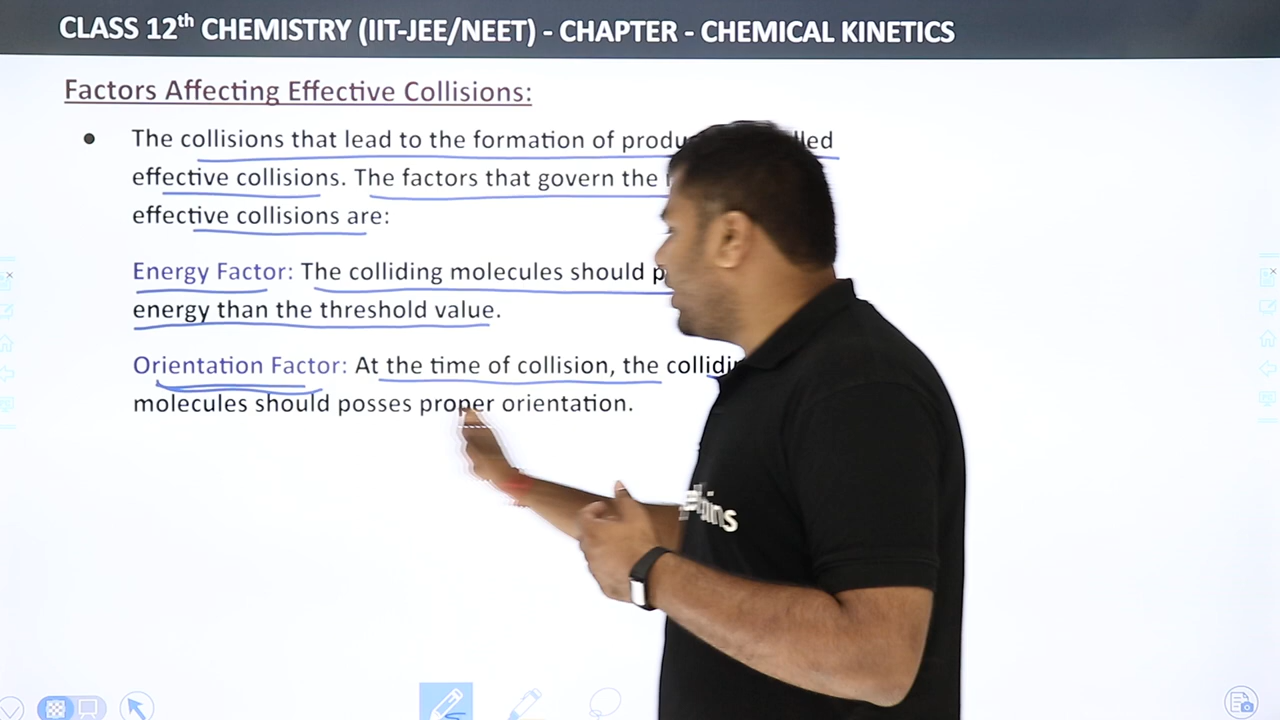 CLASS 12th CHEMISTRY (IIT-JEE/NEET) - CHAPTER - CHEMICAL KINETICS
Factors Affecting Effective Collisions:
The collisions that lead to the formation of
effective collisions. The factors that govern the
effective collisions are:
Energy Factor: The colliding molecules should
energy than the threshold value.
Orientation Factor: At the time of collision, the
molecules should posses proper orientation.